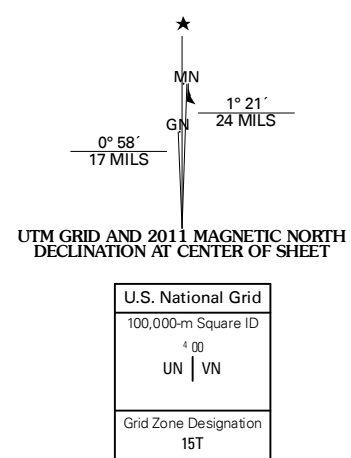 ★
MN
1° 21´
24 MILS
GN
0° 58´
17 MILS
UTM GRID AND 2011 MAGNETIC NORTH
DECLINATION AT CENTER OF SHEET
U.S. National Grid
100,000-m Square ID
4 00
UN | VN
Grid Zone Designation
15T